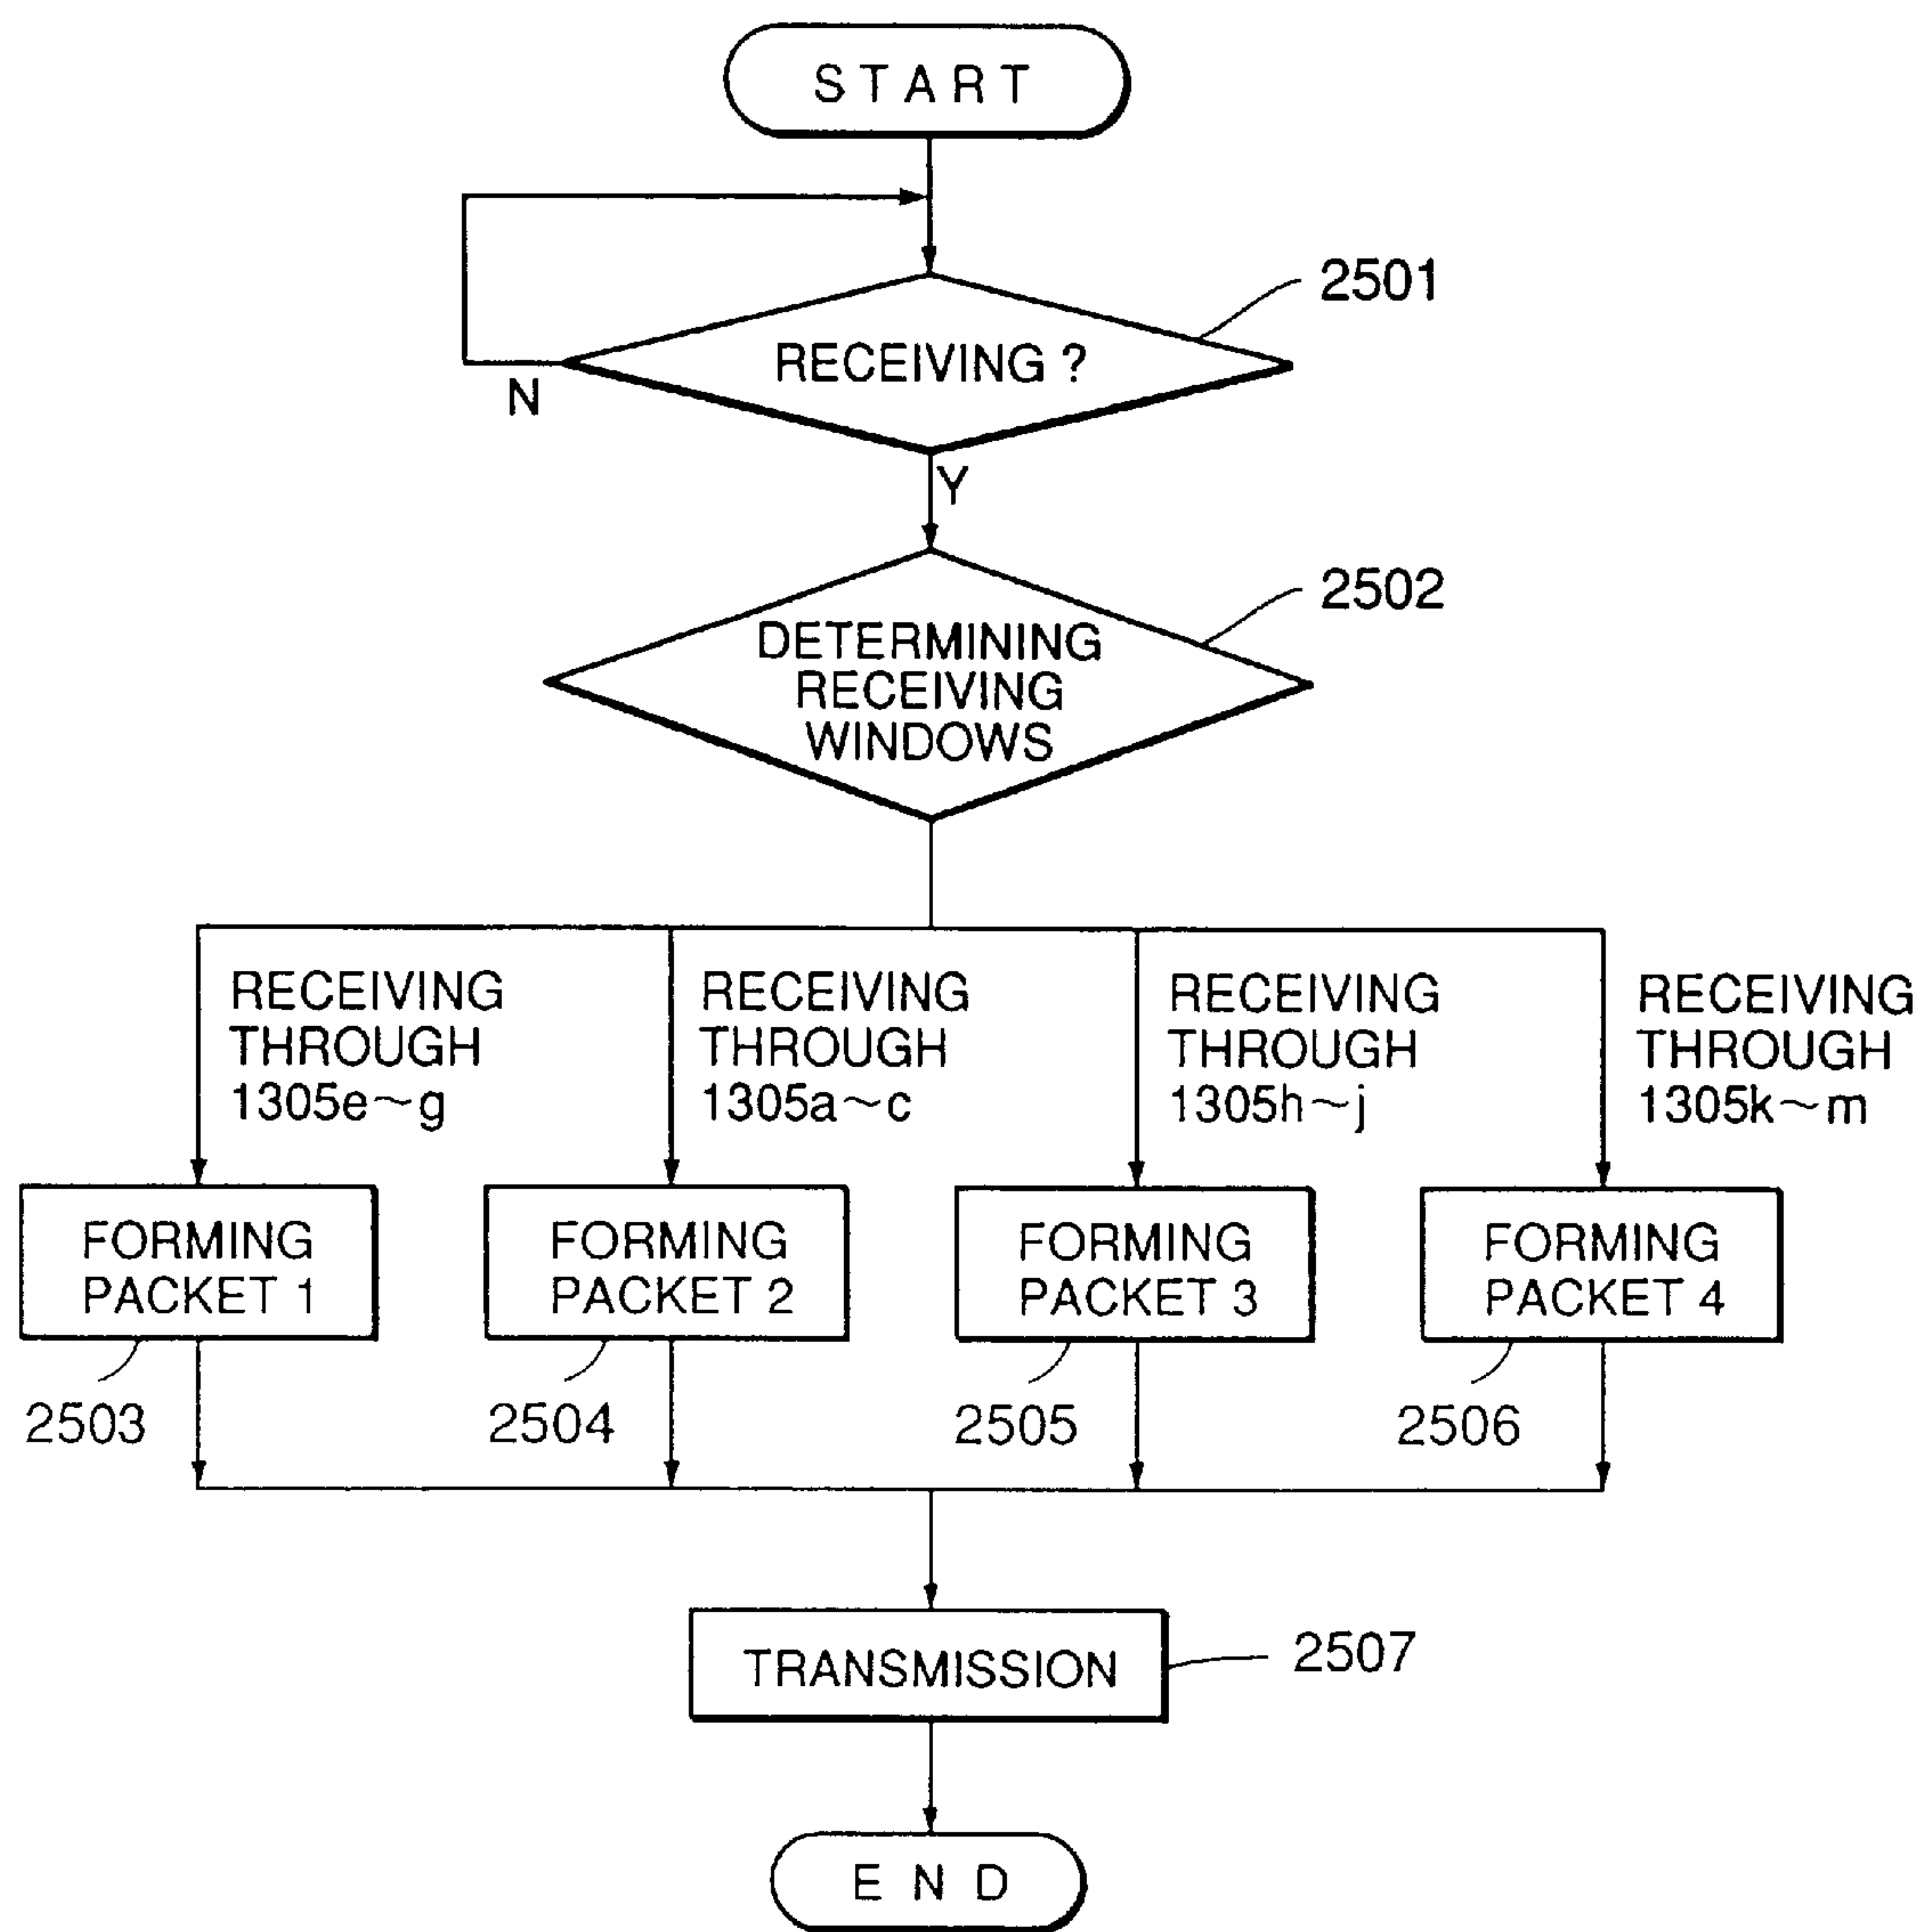 START
2501
RECEIVING ?
N
Y
2502
DETERMINING
RECEIVING
WINDOWS
RECEIVING
THROUGH
1305e~g
RECEIVING
THROUGH
1305a~c
RECEIVING
THROUGH
1305h~j
RECEIVING
THROUGH
1305k~m
FORMING
PACKET 1
FORMING
PACKET 2
FORMING
PACKET 3
FORMING
PACKET 4
2503
2504
2505
2506
TRANSMISSION
2507
END